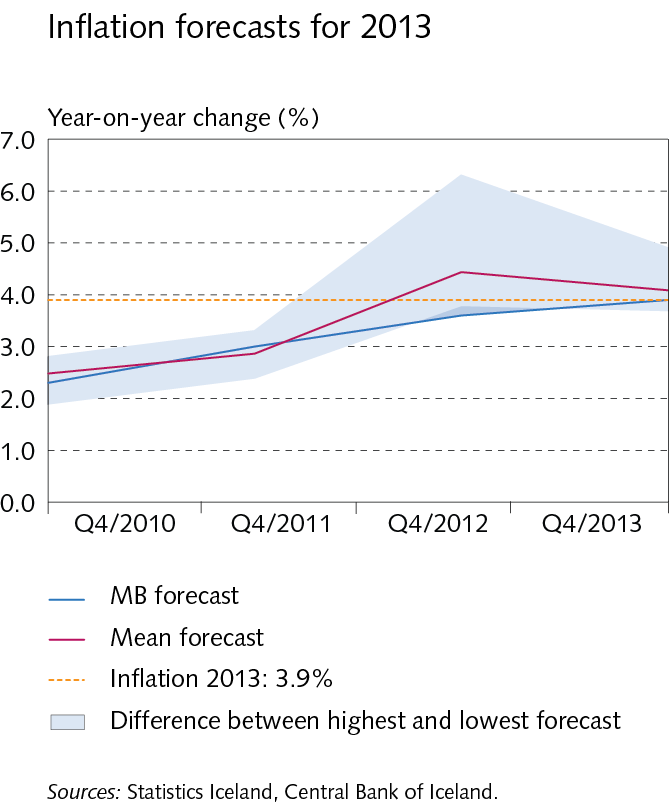 Inflation forecasts for 2013
Year-on-year change (%)
7.0
6.0
5.0
4.0
3.0
2.0
1.0
0.0
Q4/2010 Q4/2011 Q4/2012 Q4/2013
MB forecast
Mean forecast
Inflation 2013: 3.9%
Difference between highest and lowest forecast
Sources: Statistics Iceland, Central Bank of Iceland.